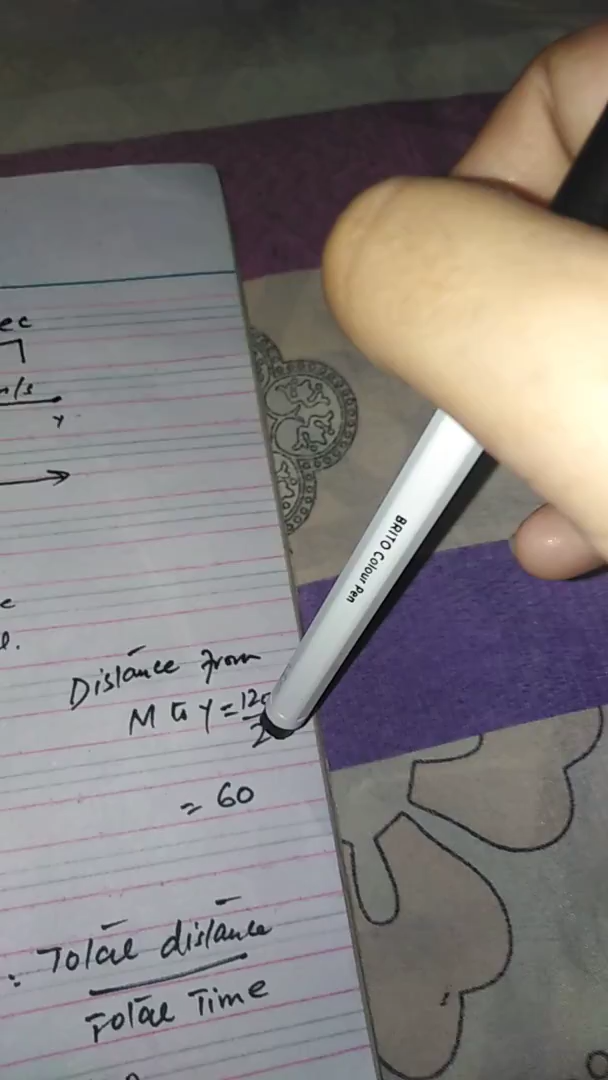 ec
m/s
Y
e
l.
Distance from
M to Y = 120/2
= 60
= Total distance
Total Time
BRITO Colour Pen